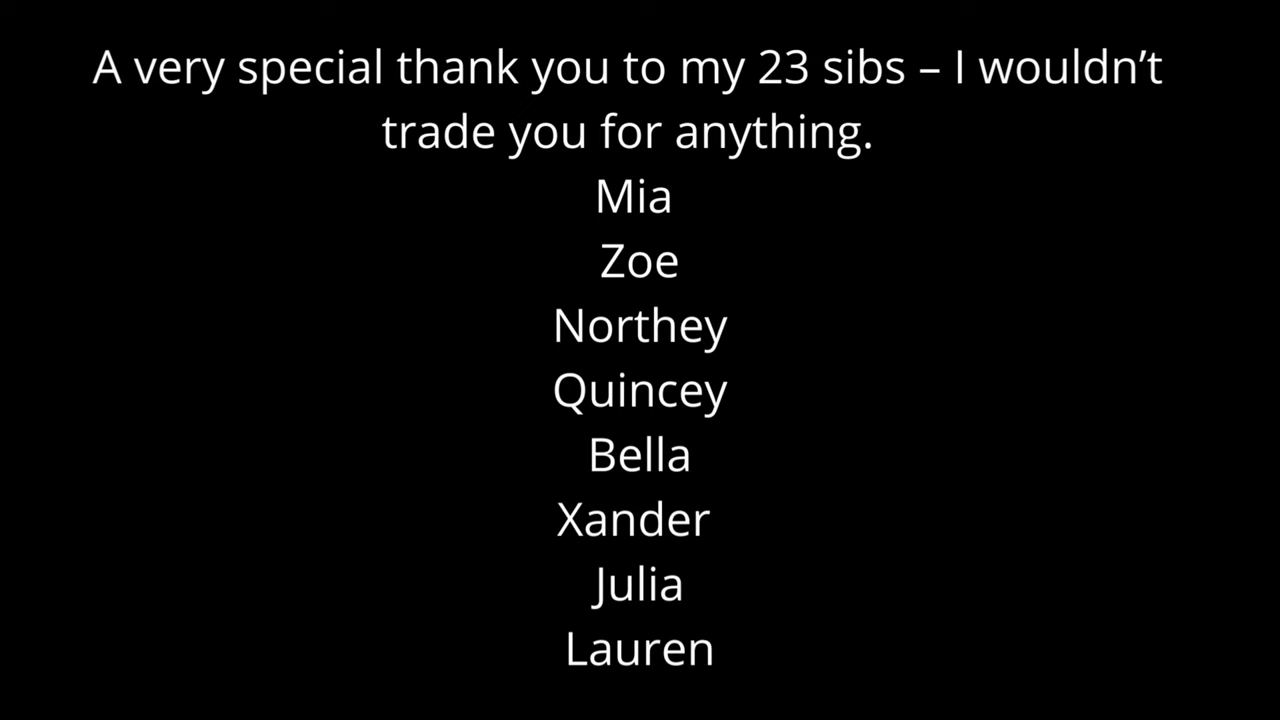 A very special thank you to my 23 sibs – I wouldn’t
trade you for anything.
Mia
Zoe
Northey
Quincey
Bella
Xander
Julia
Lauren